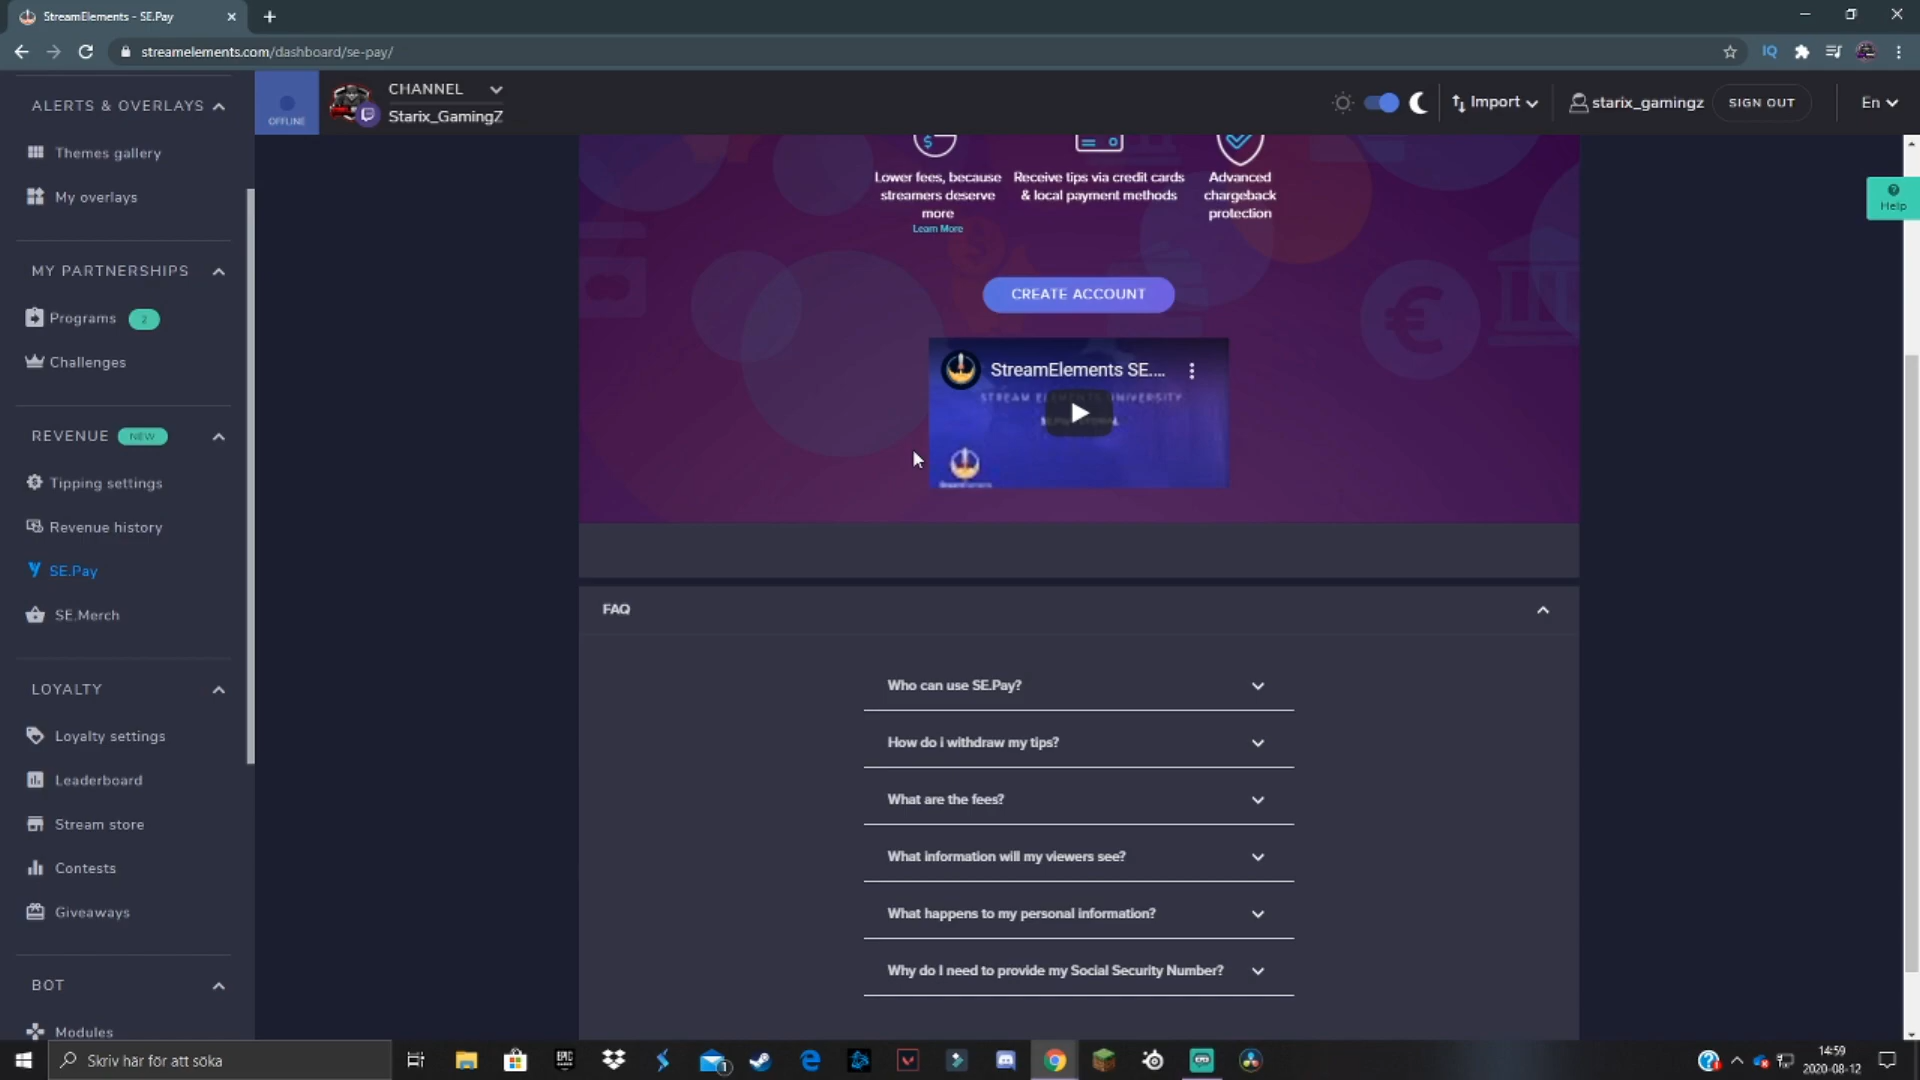 StreamElements - SE.Pay
streamelements.com/dashboard/se-pay/
IQ
ALERTS & OVERLAYS
Themes gallery
My overlays
MY PARTNERSHIPS
Programs 2
Challenges
REVENUE NEW
Tipping settings
Revenue history
SE.Pay
SE.Merch
LOYALTY
Loyalty settings
Leaderboard
Stream store
Contests
Giveaways
BOT
Modules
OFFLINE
CHANNEL
Starix_GamingZ
Import
starix_gamingz
SIGN OUT
En
Help
Lower fees, because
streamers deserve
more
Learn More
Receive tips via credit cards
& local payment methods
Advanced
chargeback
protection
CREATE ACCOUNT
StreamElements SE....
FAQ
Who can use SE.Pay?
How do i withdraw my tips?
What are the fees?
What information will my viewers see?
What happens to my personal information?
Why do I need to provide my Social Security Number?
Skriv här för att söka
EPIC
GAMES
1
14:59
2020-08-12